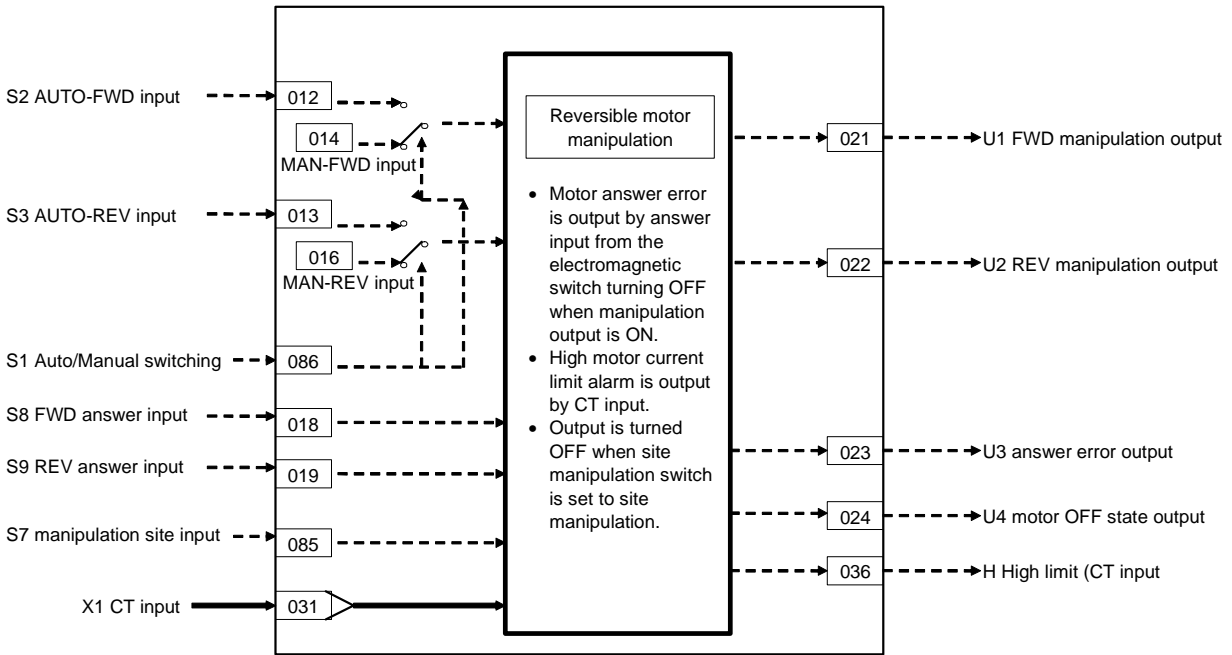 S2 AUTO-FWD input
012
014
MAN-FWD input
S3 AUTO-REV input
013
016
MAN-REV input
S1 Auto/Manual switching
086
S8 FWD answer input
018
S9 REV answer input
019
S7 manipulation site input
085
X1 CT input
031
Reversible motor
manipulation
• Motor answer error
is output by answer
input from the
electromagnetic
switch turning OFF
when manipulation
output is ON.
• High motor current
limit alarm is output
by CT input.
• Output is turned
OFF when site
manipulation switch
is set to site
manipulation.
021
U1 FWD manipulation output
022
U2 REV manipulation output
023
U3 answer error output
024
U4 motor OFF state output
036
H High limit (CT input